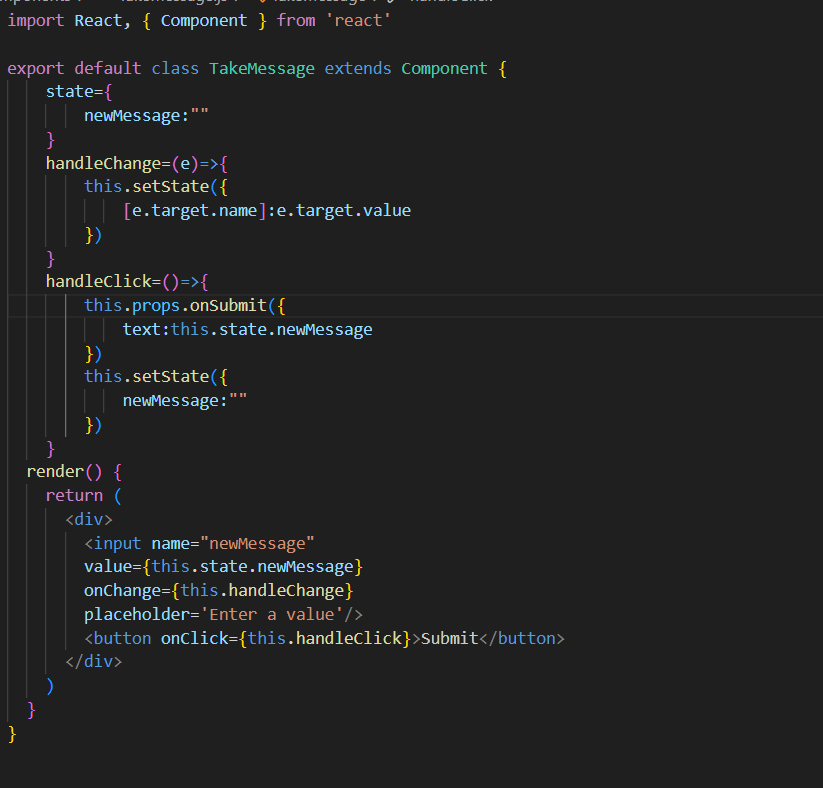 import React, { Component } from 'react'
export default class TakeMessage extends Component {
state={
newMessage:""
}
handleChange=(e)=>{
this.setState({
[e.target.name]:e.target.value
})
}
handleClick=()=>{
this.props.onSubmit({
text:this.state.newMessage
})
this.setState({
newMessage:""
})
}
render() {
return (
<div>
<input name="newMessage"
value={this.state.newMessage}
onChange={this.handleChange}
placeholder='Enter a value'/>
<button onClick={this.handleClick}>Submit</button>
</div>
)
}
}